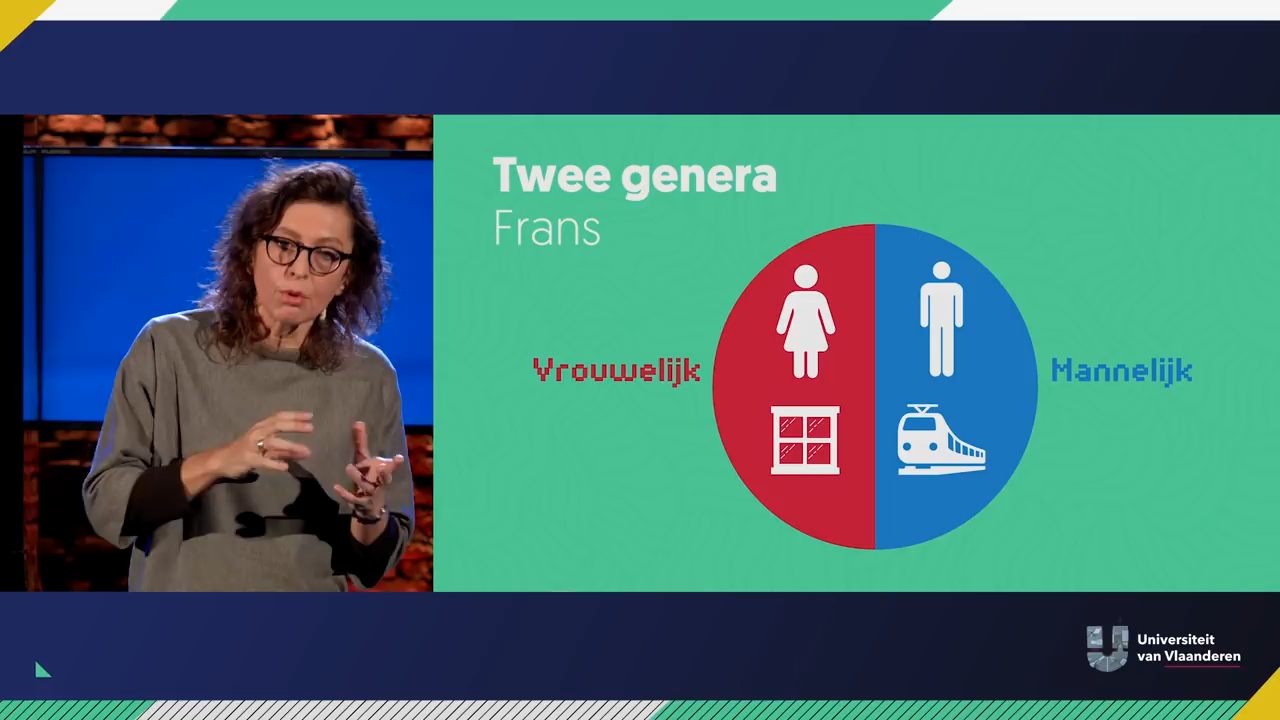 Twee genera
Frans
Vrouwelijk
Mannelijk
Universiteit
van Vlaanderen